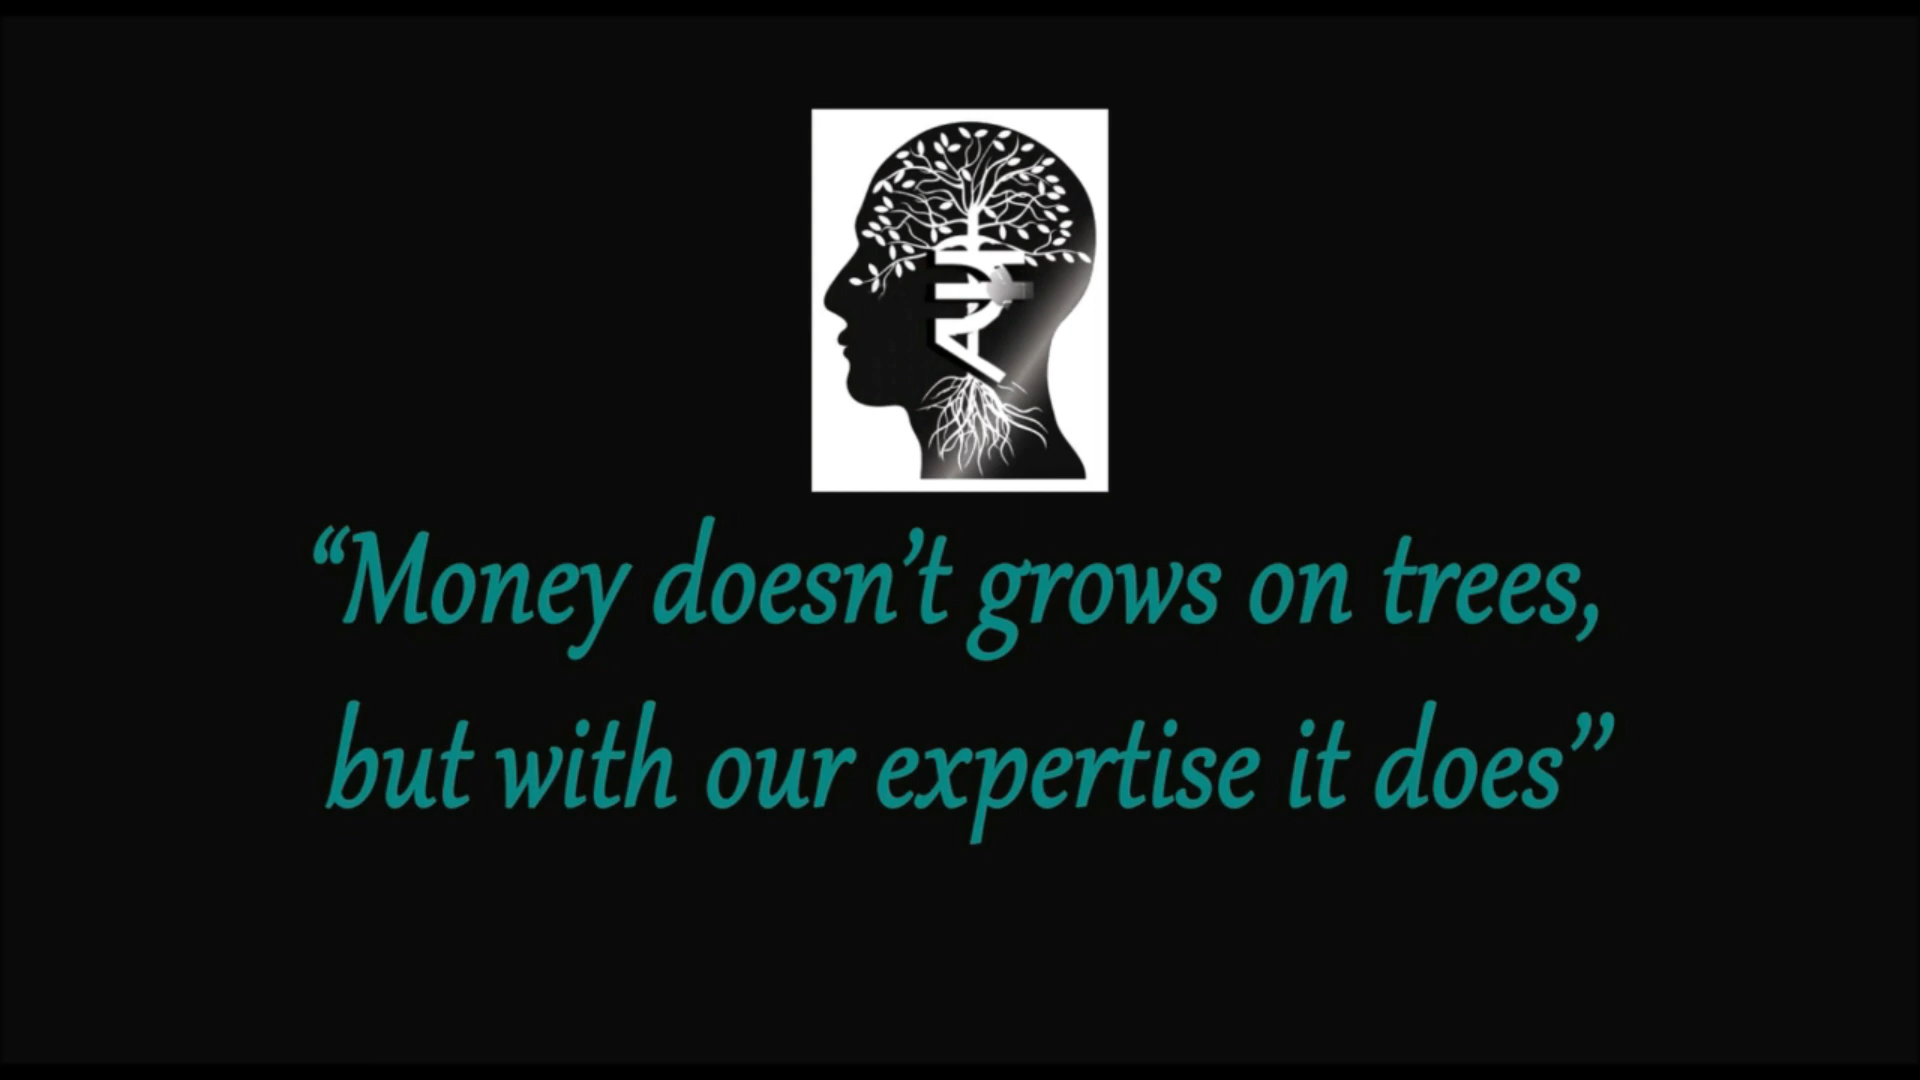 “Money doesn’t grows on trees,
but with our expertise it does”